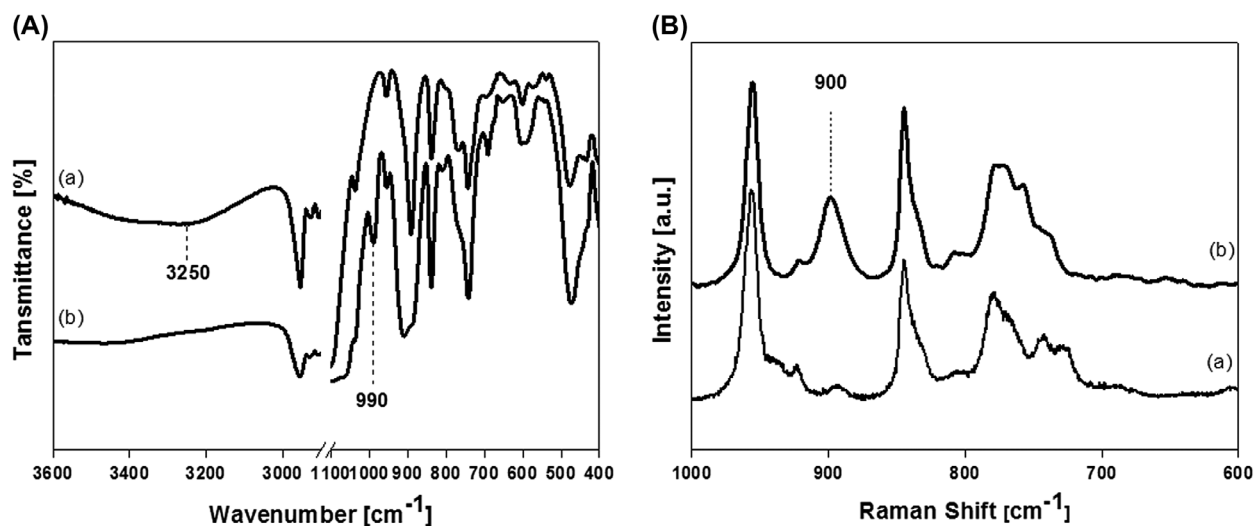 (A)
Tansmittance [%]
(a)
3250
(b)
990
3600 3400 3200 3000 1100 1000 900 800 700 600 500 400
Wavenumber [cm-1]
(B)
Intensity [a.u.]
900
(b)
(a)
1000 900 800 700 600
Raman Shift [cm-1]